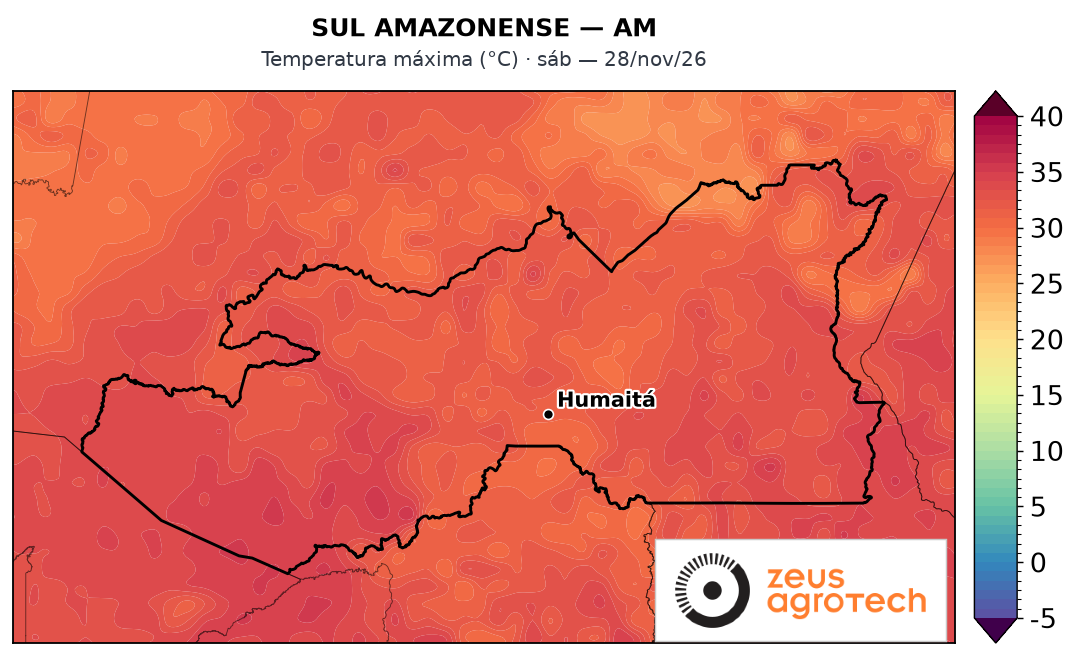 SUL AMAZONENSE — AM
Temperatura máxima (°C) · sáb — 28/nov/26
Humaitá
40
35
30
25
20
15
10
5
0
-5
zeus
agrotech